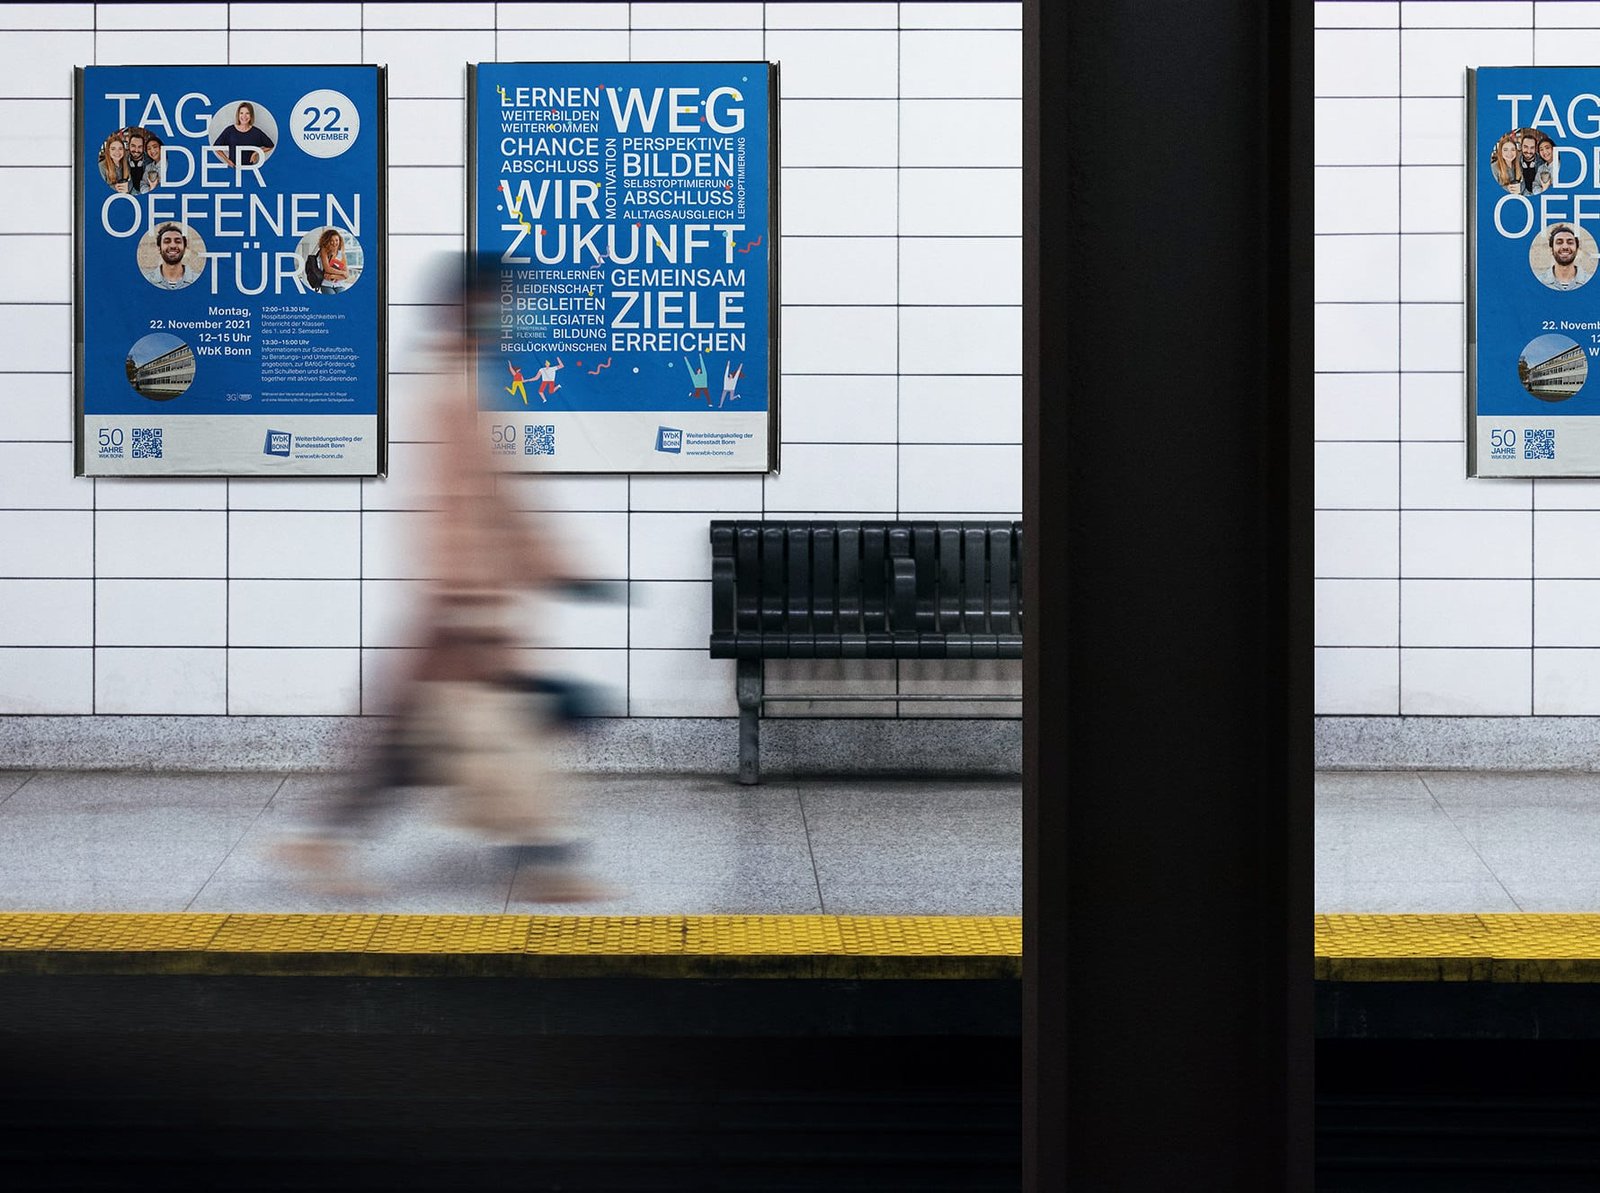 TAG
DER
OFFENEN
TÜR
22.
NOVEMBER
Montag,
22. November 2021
12–15 Uhr
WbK Bonn
12:00–13.30 Uhr
Hospitationsmöglichkeiten im
Unterricht der Klassen
des 1. und 2. Semesters
13:30–15:00 Uhr
Informationen zur Schullaufbahn,
zu Beratungs- und Unterstützungs-
angeboten, zur BAföG-Förderung,
zum Schulleben und ein Come
together mit aktiven Studierenden
3G
50
JAHRE
WbK BONN
WbK
BONN
Weiterbildungskolleg der
Bundesstadt Bonn
www.wbk-bonn.de
LERNEN
WEITERBILDEN
WEITERKOMMEN
WEG
CHANCE
ABSCHLUSS
MOTIVATION
PERSPEKTIVE
BILDEN
SELBSTOPTIMIERUNG
ABSCHLUSS
ALLTAGSAUSGLEICH
LERNOPTIMIERUNG
WIR
ZUKUNFT
HISTORIE
WEITERLERNEN
LEIDENSCHAFT
BEGLEITEN
KOLLEGIATEN
FLEXIBEL BILDUNG
BEGLÜCKWÜNSCHEN
GEMEINSAM
ZIELE
ERREICHEN
50
JAHRE
WbK BONN
WbK
BONN
Weiterbildungskolleg der
Bundesstadt Bonn
www.wbk-bonn.de
TAG
DE
OFF
22. Novemb
12
W
50
JAHRE
WbK BONN